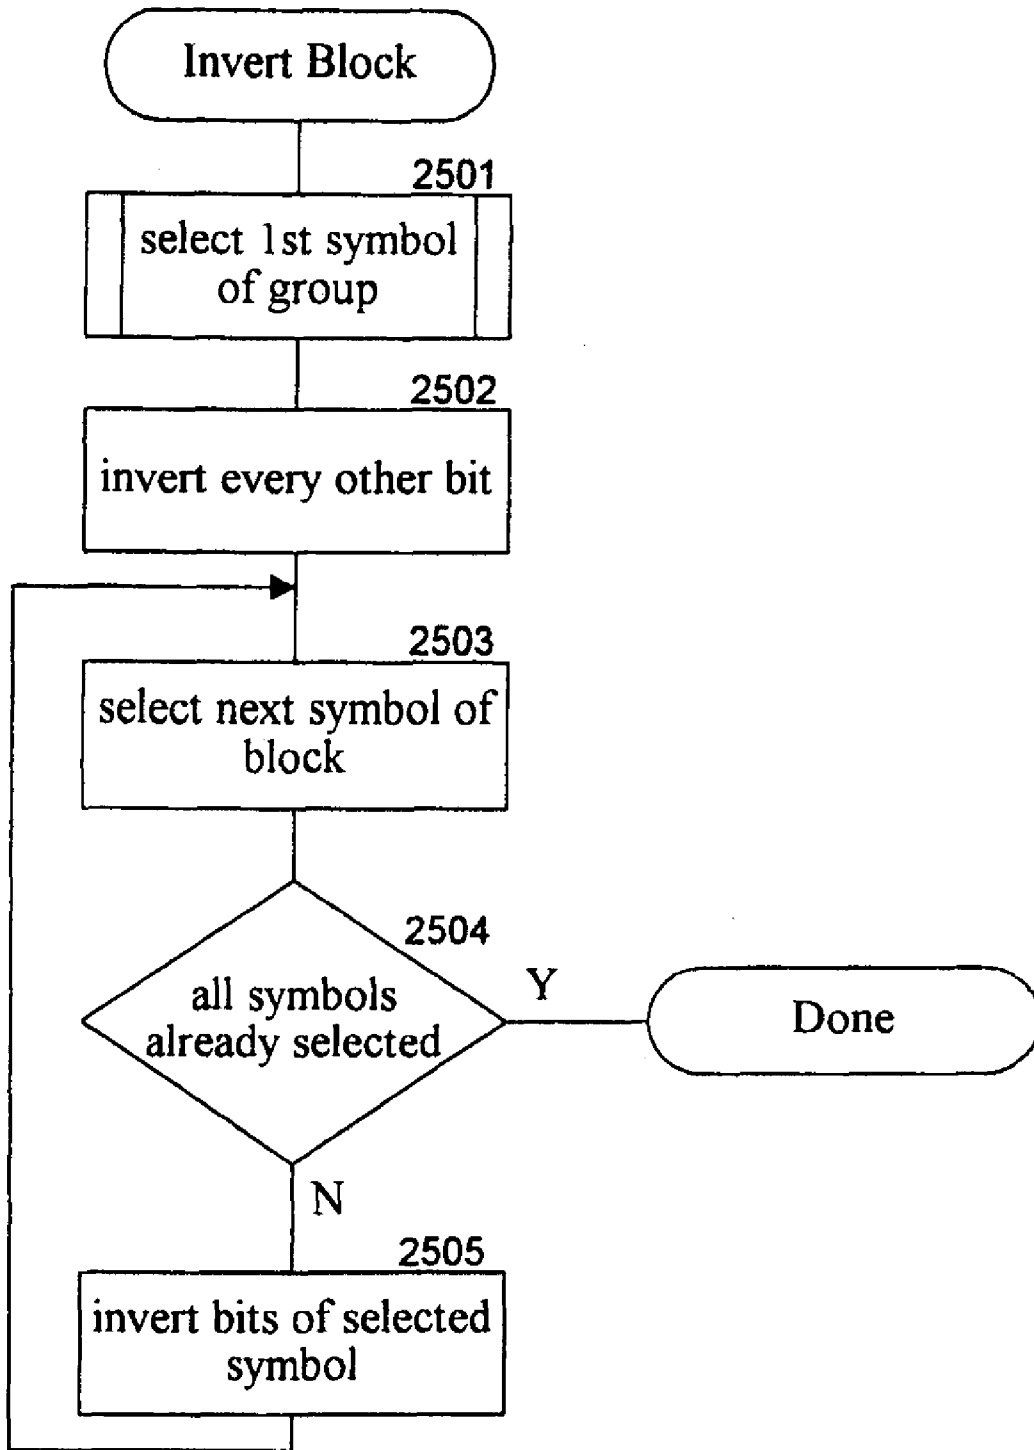 Invert Block
2501
select 1st symbol
of group
2502
invert every other bit
2503
select next symbol of
block
2504
all symbols
already selected
Y
Done
N
2505
invert bits of selected
symbol